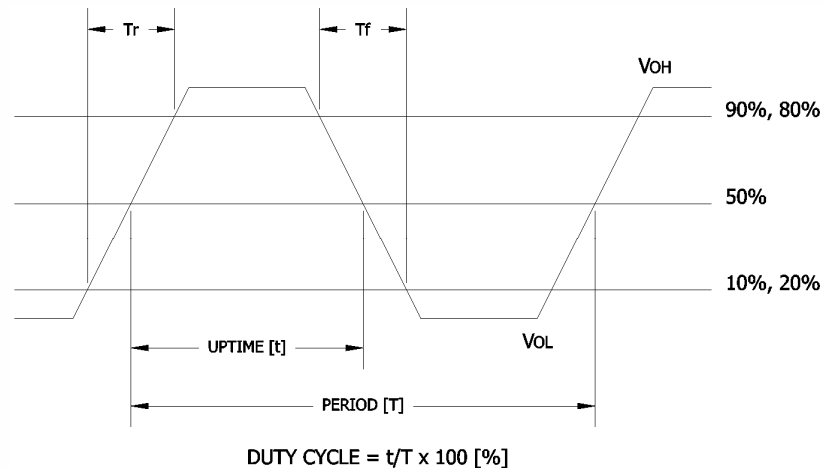 Tr
Tf
VOH
90%, 80%
50%
10%, 20%
VOL
UPTIME [t]
PERIOD [T]
DUTY CYCLE = t/T x 100 [%]